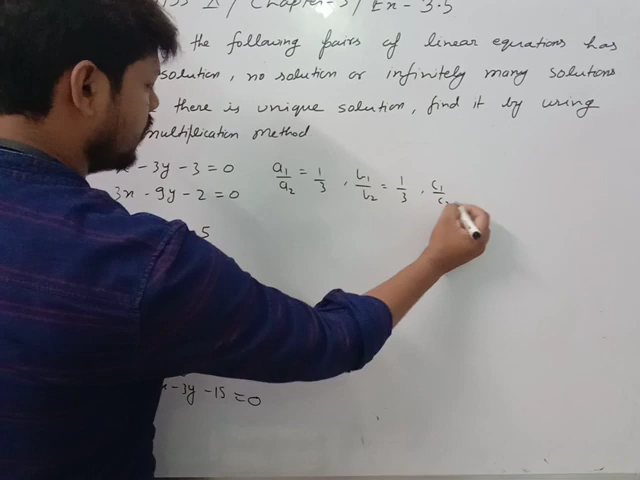 Chapter-3 / Ex - 3.5
the following pairs of linear equations has
solution, no solution or infinitely many solutions
there is unique solution, find it by using
multiplication method
- 3y - 3 = 0 a1/a2 = 1/3 , b1/b2 = 1/3 , c1/c2
3x - 9y - 2 = 0
5
- 3y - 15 = 0